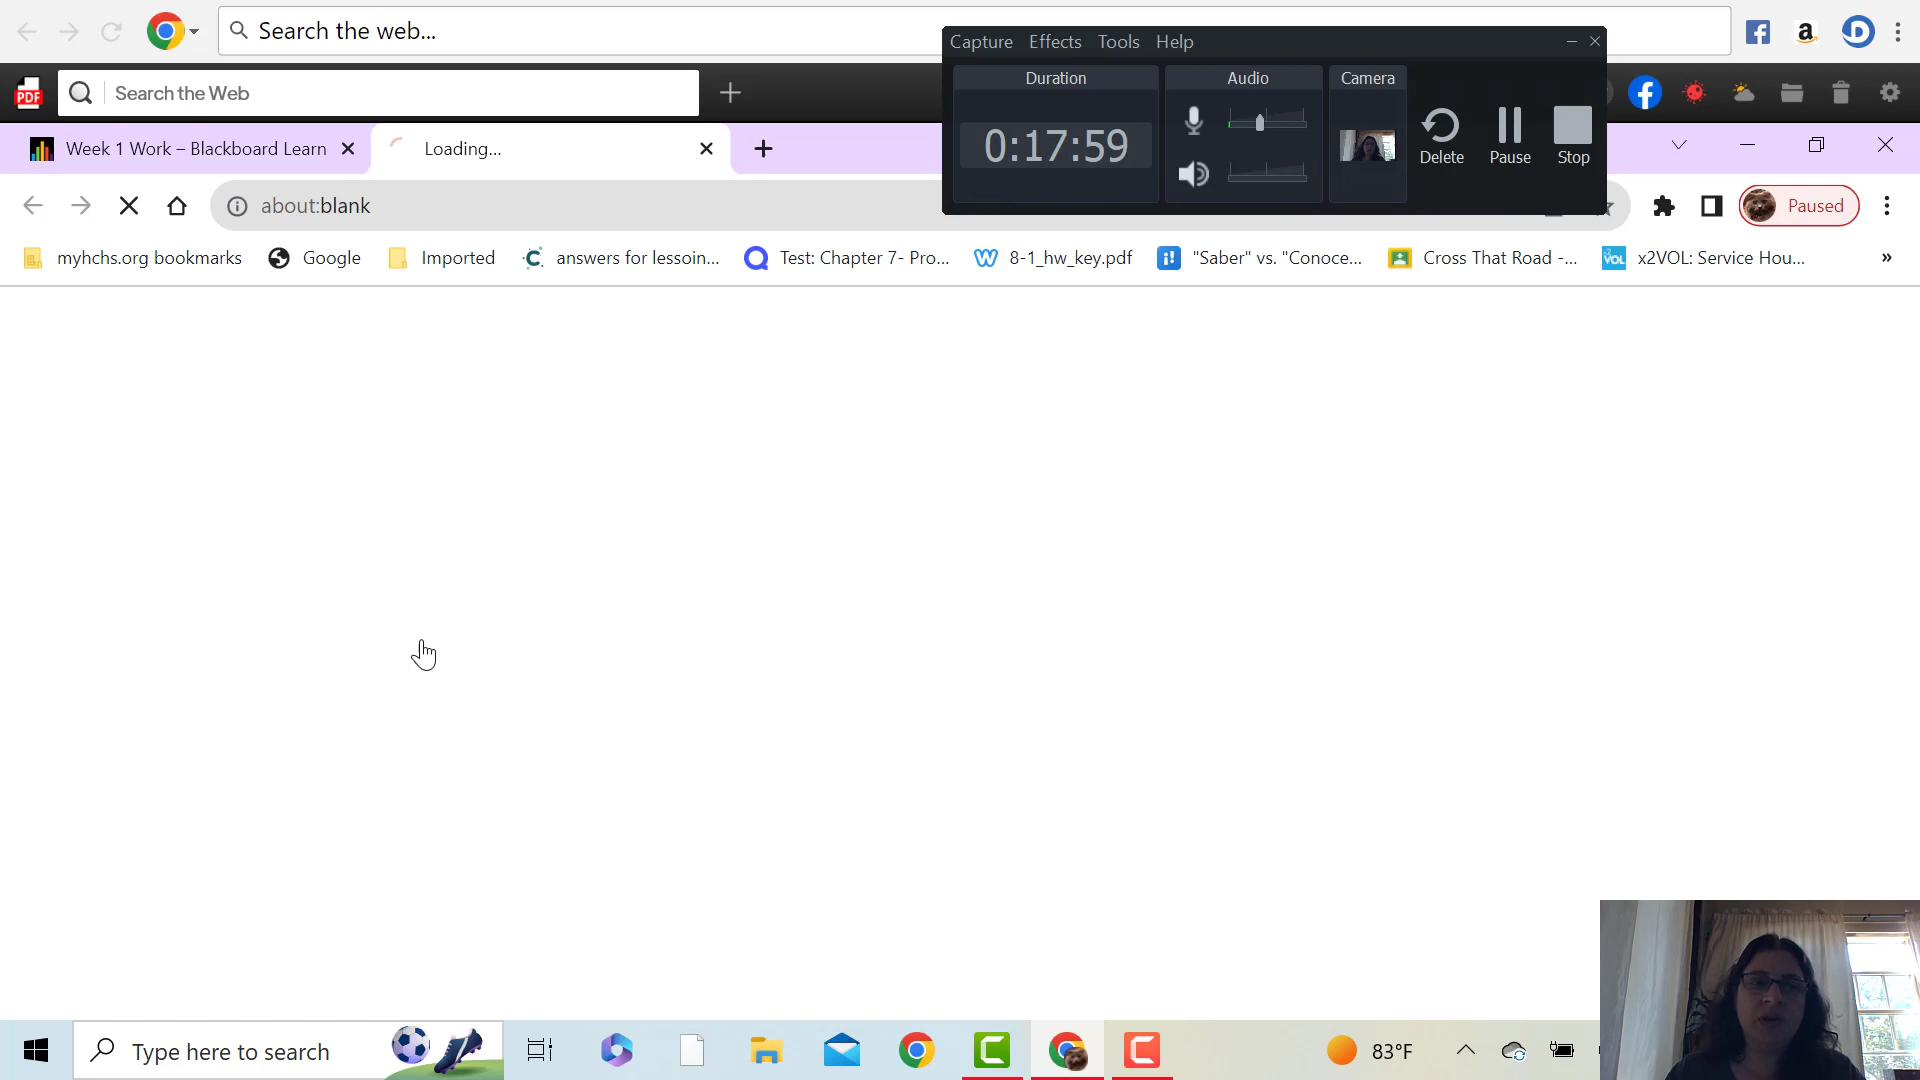 Search the web...
Capture Effects Tools Help
Duration
Audio
Camera
0:17:59
Delete
Pause
Stop
PDF
Search the Web
Week 1 Work – Blackboard Learn
Loading...
about:blank
Paused
myhchs.org bookmarks
Google
Imported
answers for lessoin...
Test: Chapter 7- Pro...
8-1_hw_key.pdf
"Saber" vs. "Conoce...
Cross That Road -...
x2VOL: Service Hou...
Type here to search
83°F